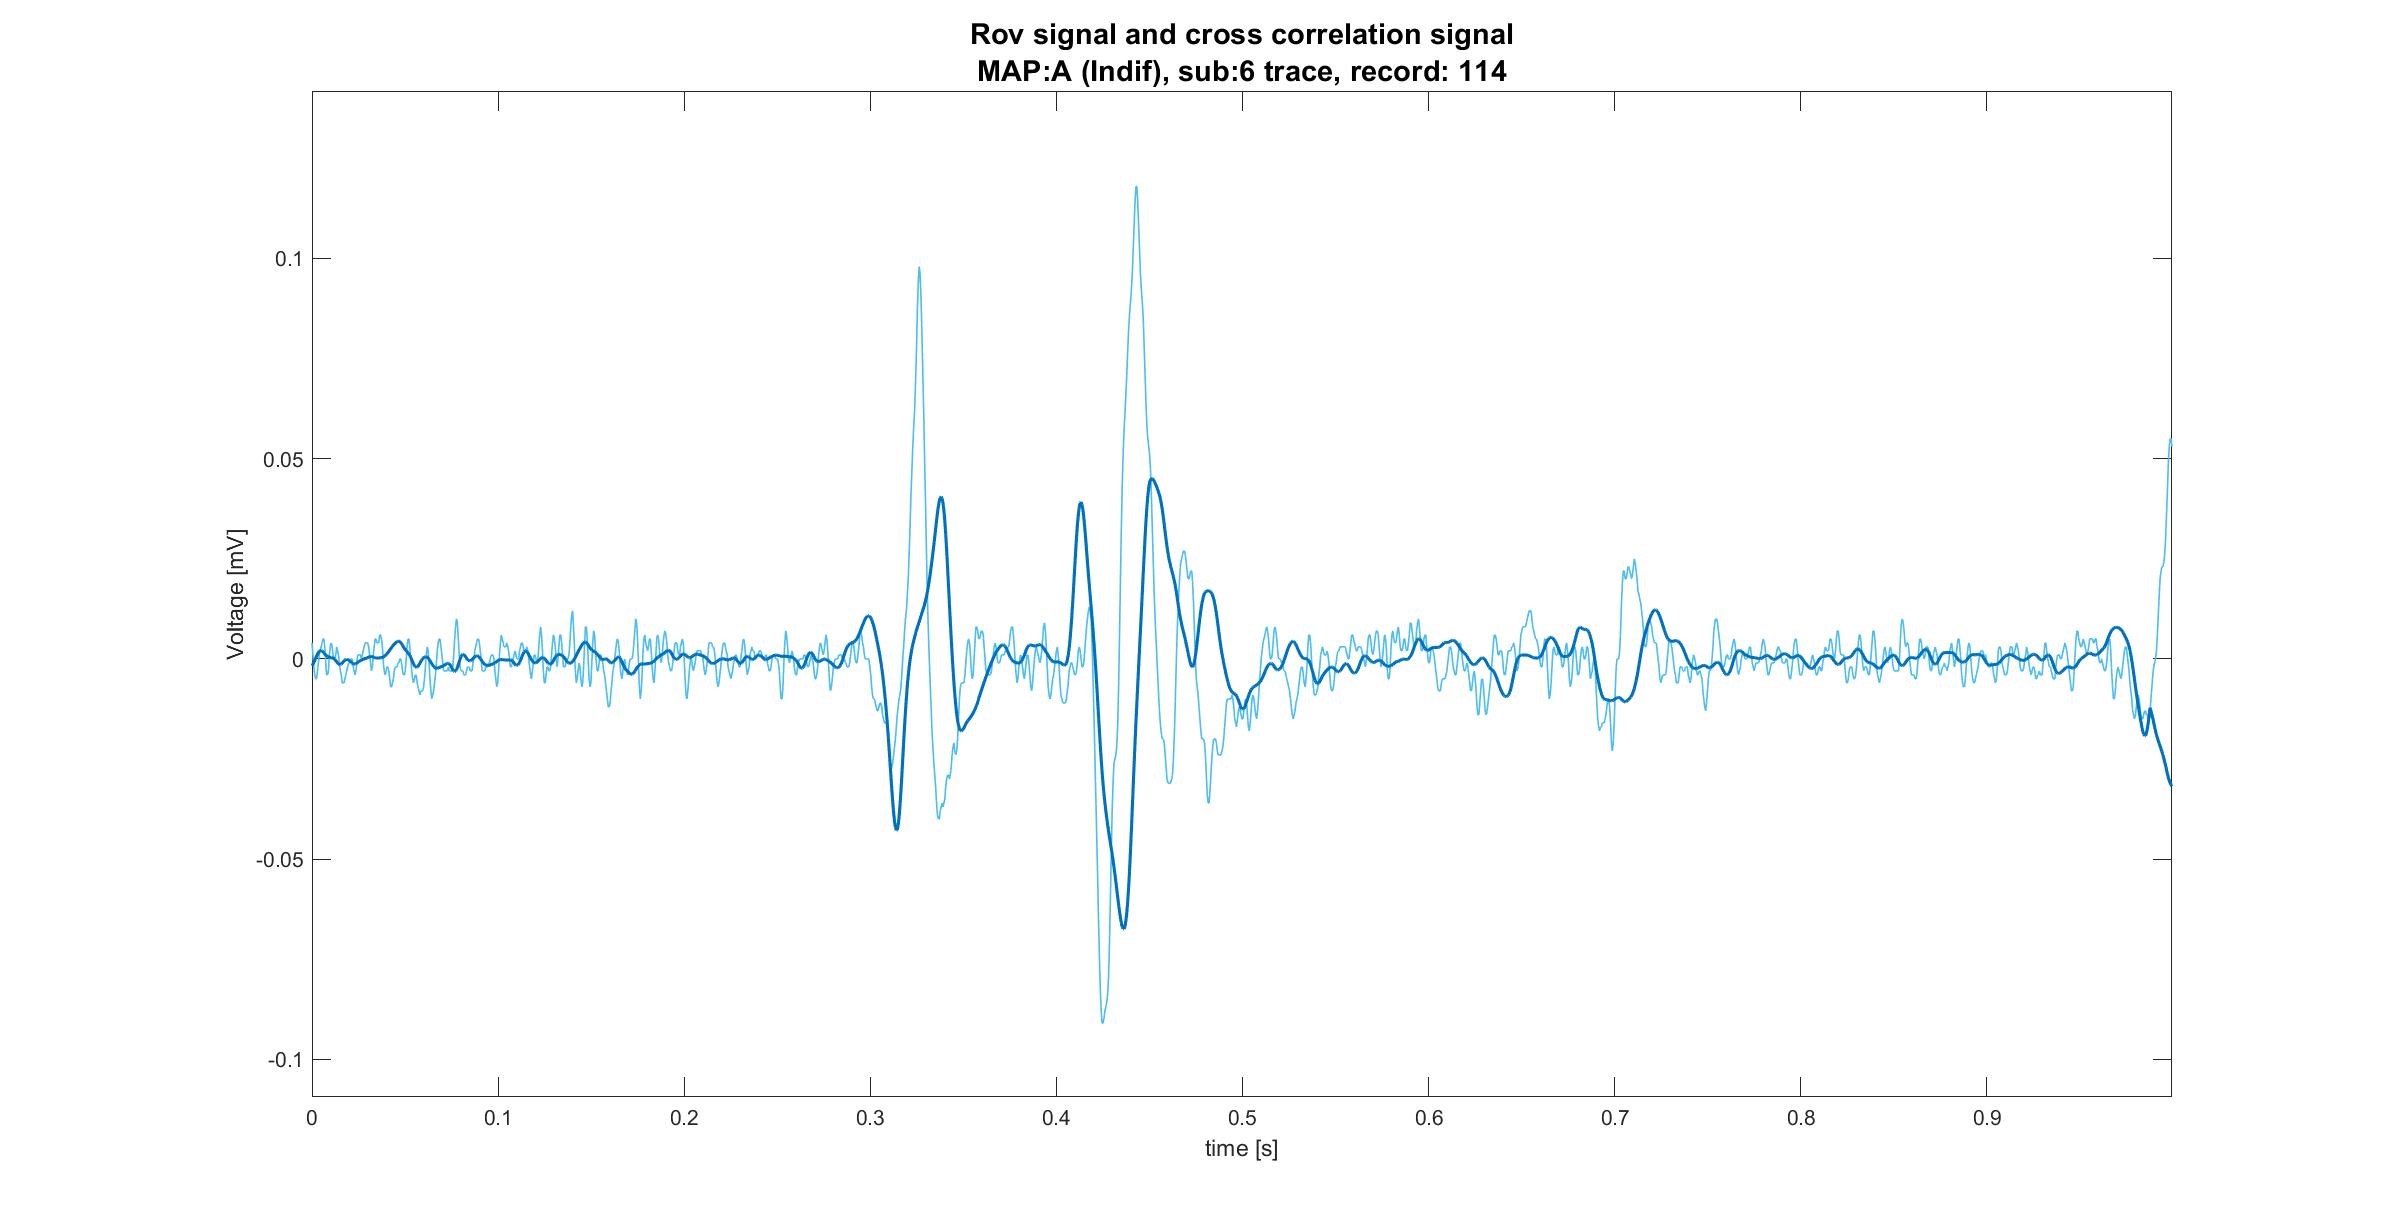 Rov signal and cross correlation signal
MAP:A (Indif), sub:6 trace, record: 114
Voltage [mV]
0.1
0.05
0
-0.05
-0.1
0 0.1 0.2 0.3 0.4 0.5 0.6 0.7 0.8 0.9
time [s]